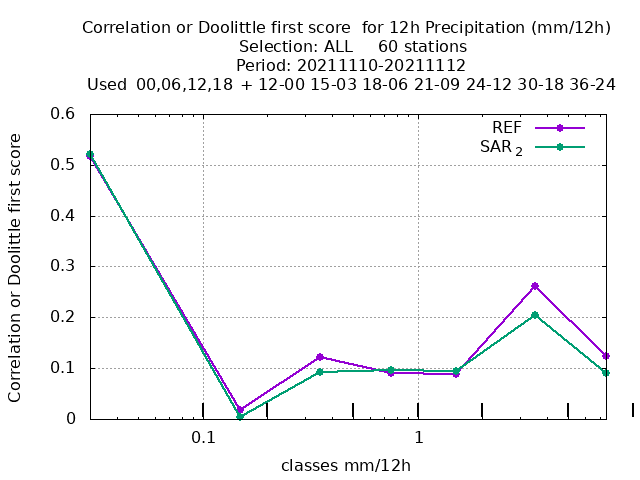 Correlation or Doolittle first score  for 12h Precipitation (mm/12h)
Selection: ALL     60 stations
Period: 20211110-20211112
Used  00,06,12,18 + 12-00 15-03 18-06 21-09 24-12 30-18 36-24
0.6
REF
SAR 2
0.5
0.4
0.3
0.2
0.1
0
Correlation or Doolittle first score
0.1
1
classes mm/12h